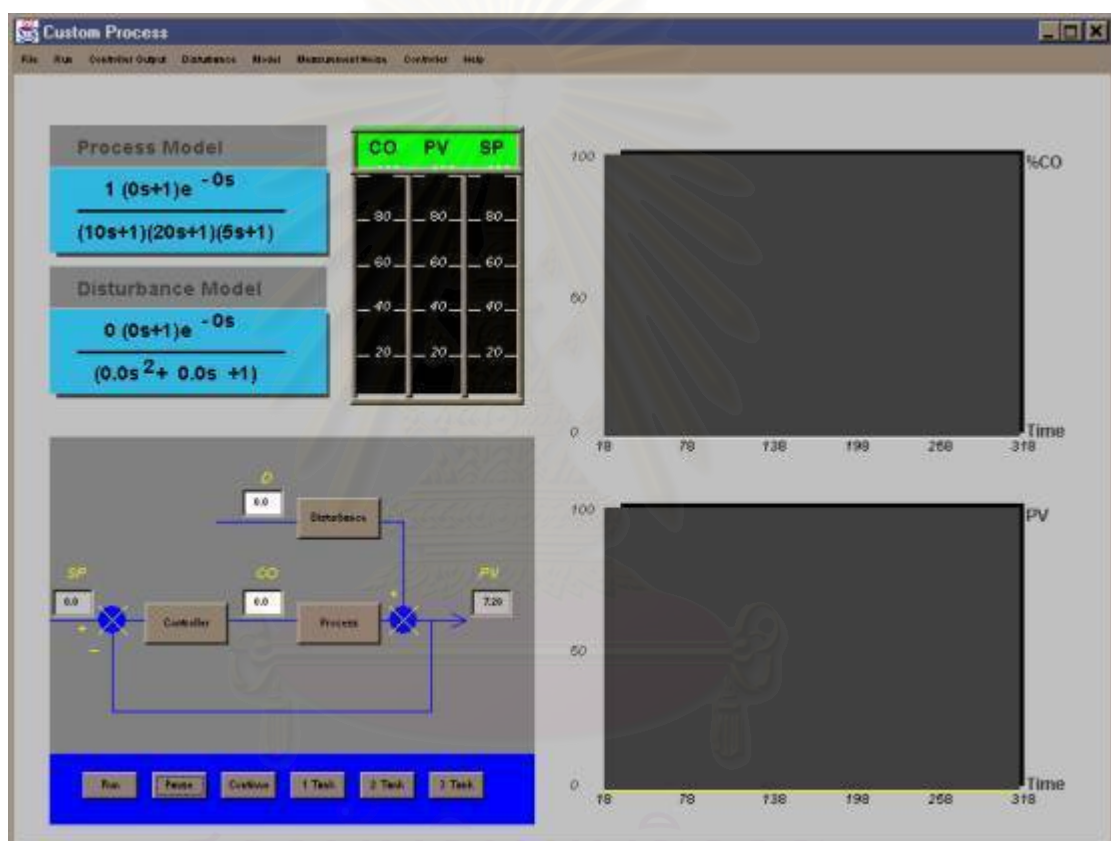 Custom Process
File Run Controller Output Disturbance Model Measurement Noise Controller Help
Process Model
1 (0s+1)e -0s
(10s+1)(20s+1)(5s+1)
Disturbance Model
0 (0s+1)e -0s
(0.0s 2+ 0.0s +1)
CO PV SP
80 80 80
60 60 60
40 40 40
20 20 20
100
%CO
50
0
Time
18 78 138 198 258 318
100
PV
50
0
Time
18 78 138 198 258 318
D
0.0
Disturbance
SP
0.0
CO
0.0
PV
7.20
+
+
−
Controller
Process
Run Pause Continue 1 Tank 2 Tank 3 Tank